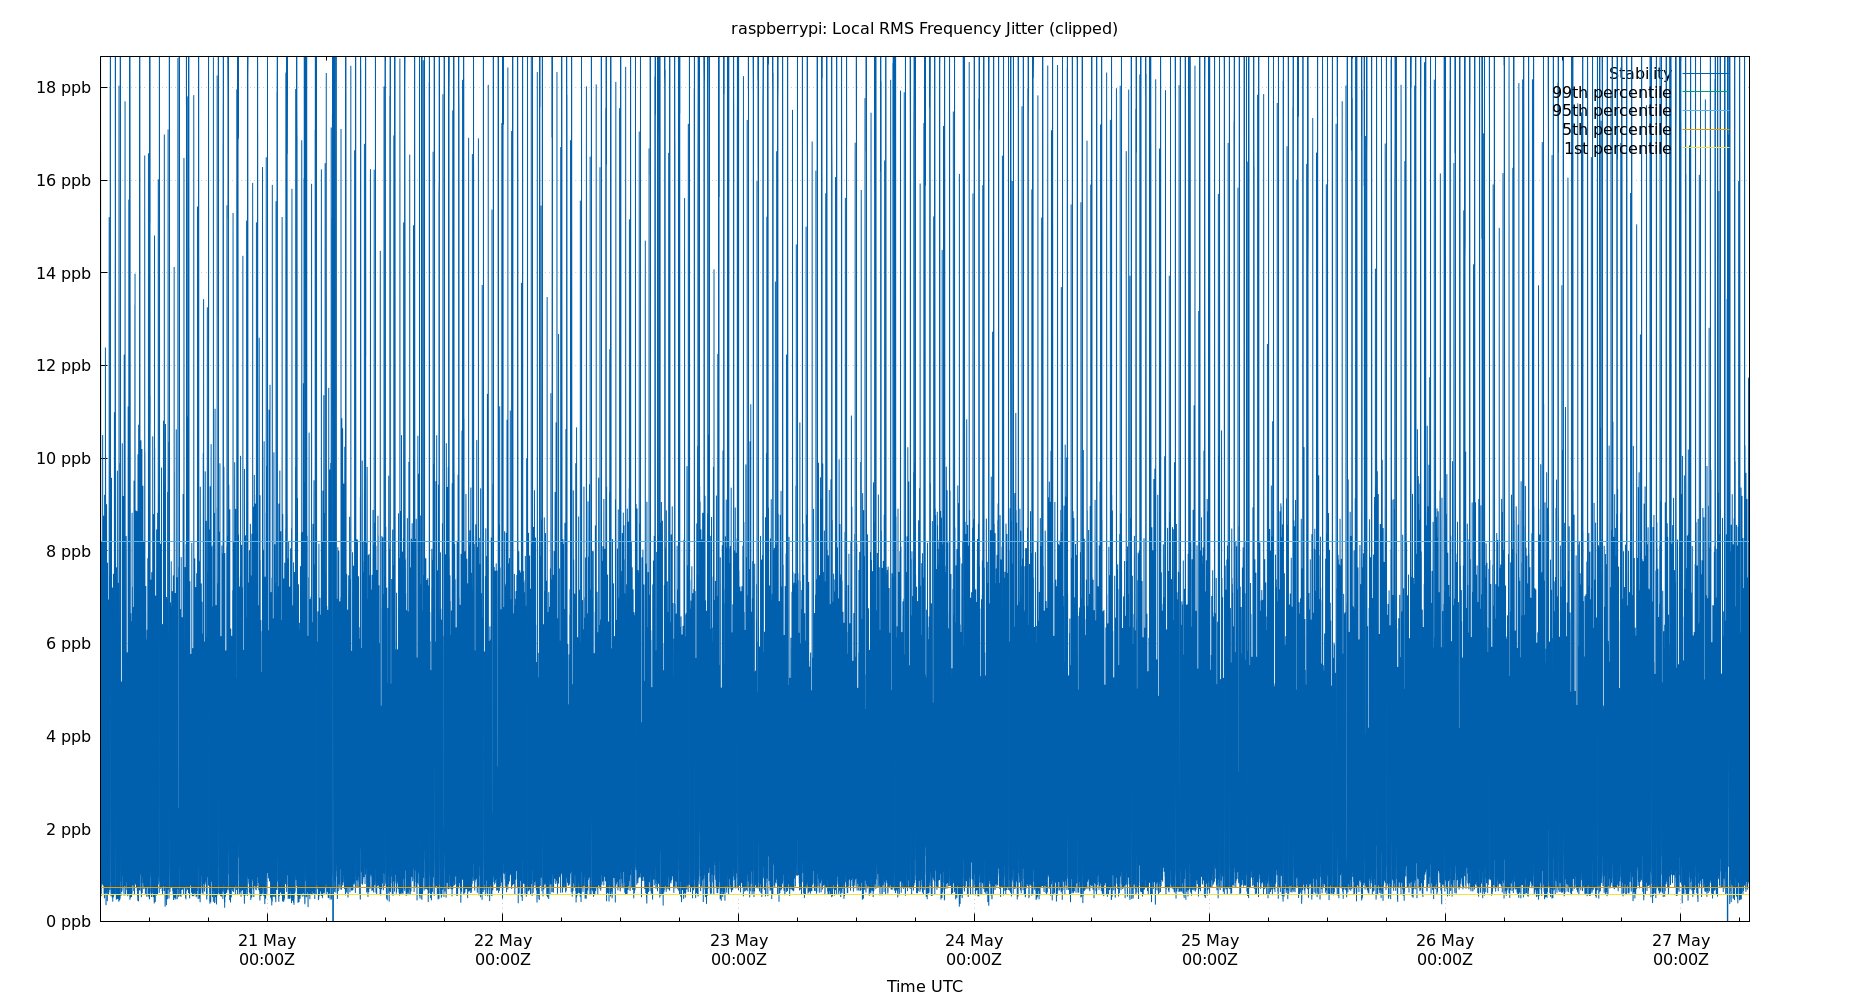 raspberrypi: Local RMS Frequency Jitter (clipped)
18 ppb
16 ppb
14 ppb
12 ppb
10 ppb
8 ppb
6 ppb
4 ppb
2 ppb
0 ppb
Stability
99th percentile
95th percentile
5th percentile
1st percentile
21 May
00:00Z
22 May
00:00Z
23 May
00:00Z
24 May
00:00Z
25 May
00:00Z
26 May
00:00Z
27 May
00:00Z
Time UTC